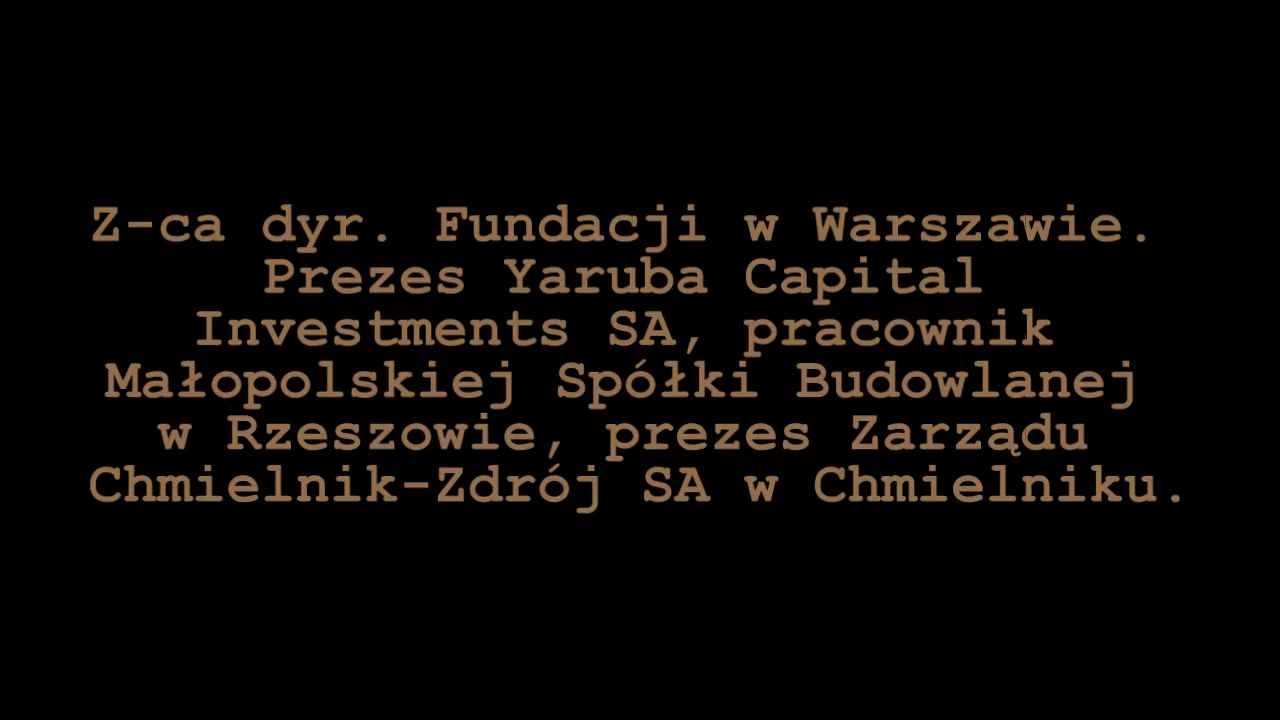 Z-ca dyr. Fundacji w Warszawie.
Prezes Yaruba Capital
Investments SA, pracownik
Małopolskiej Spółki Budowlanej
w Rzeszowie, prezes Zarządu
Chmielnik-Zdrój SA w Chmielniku.